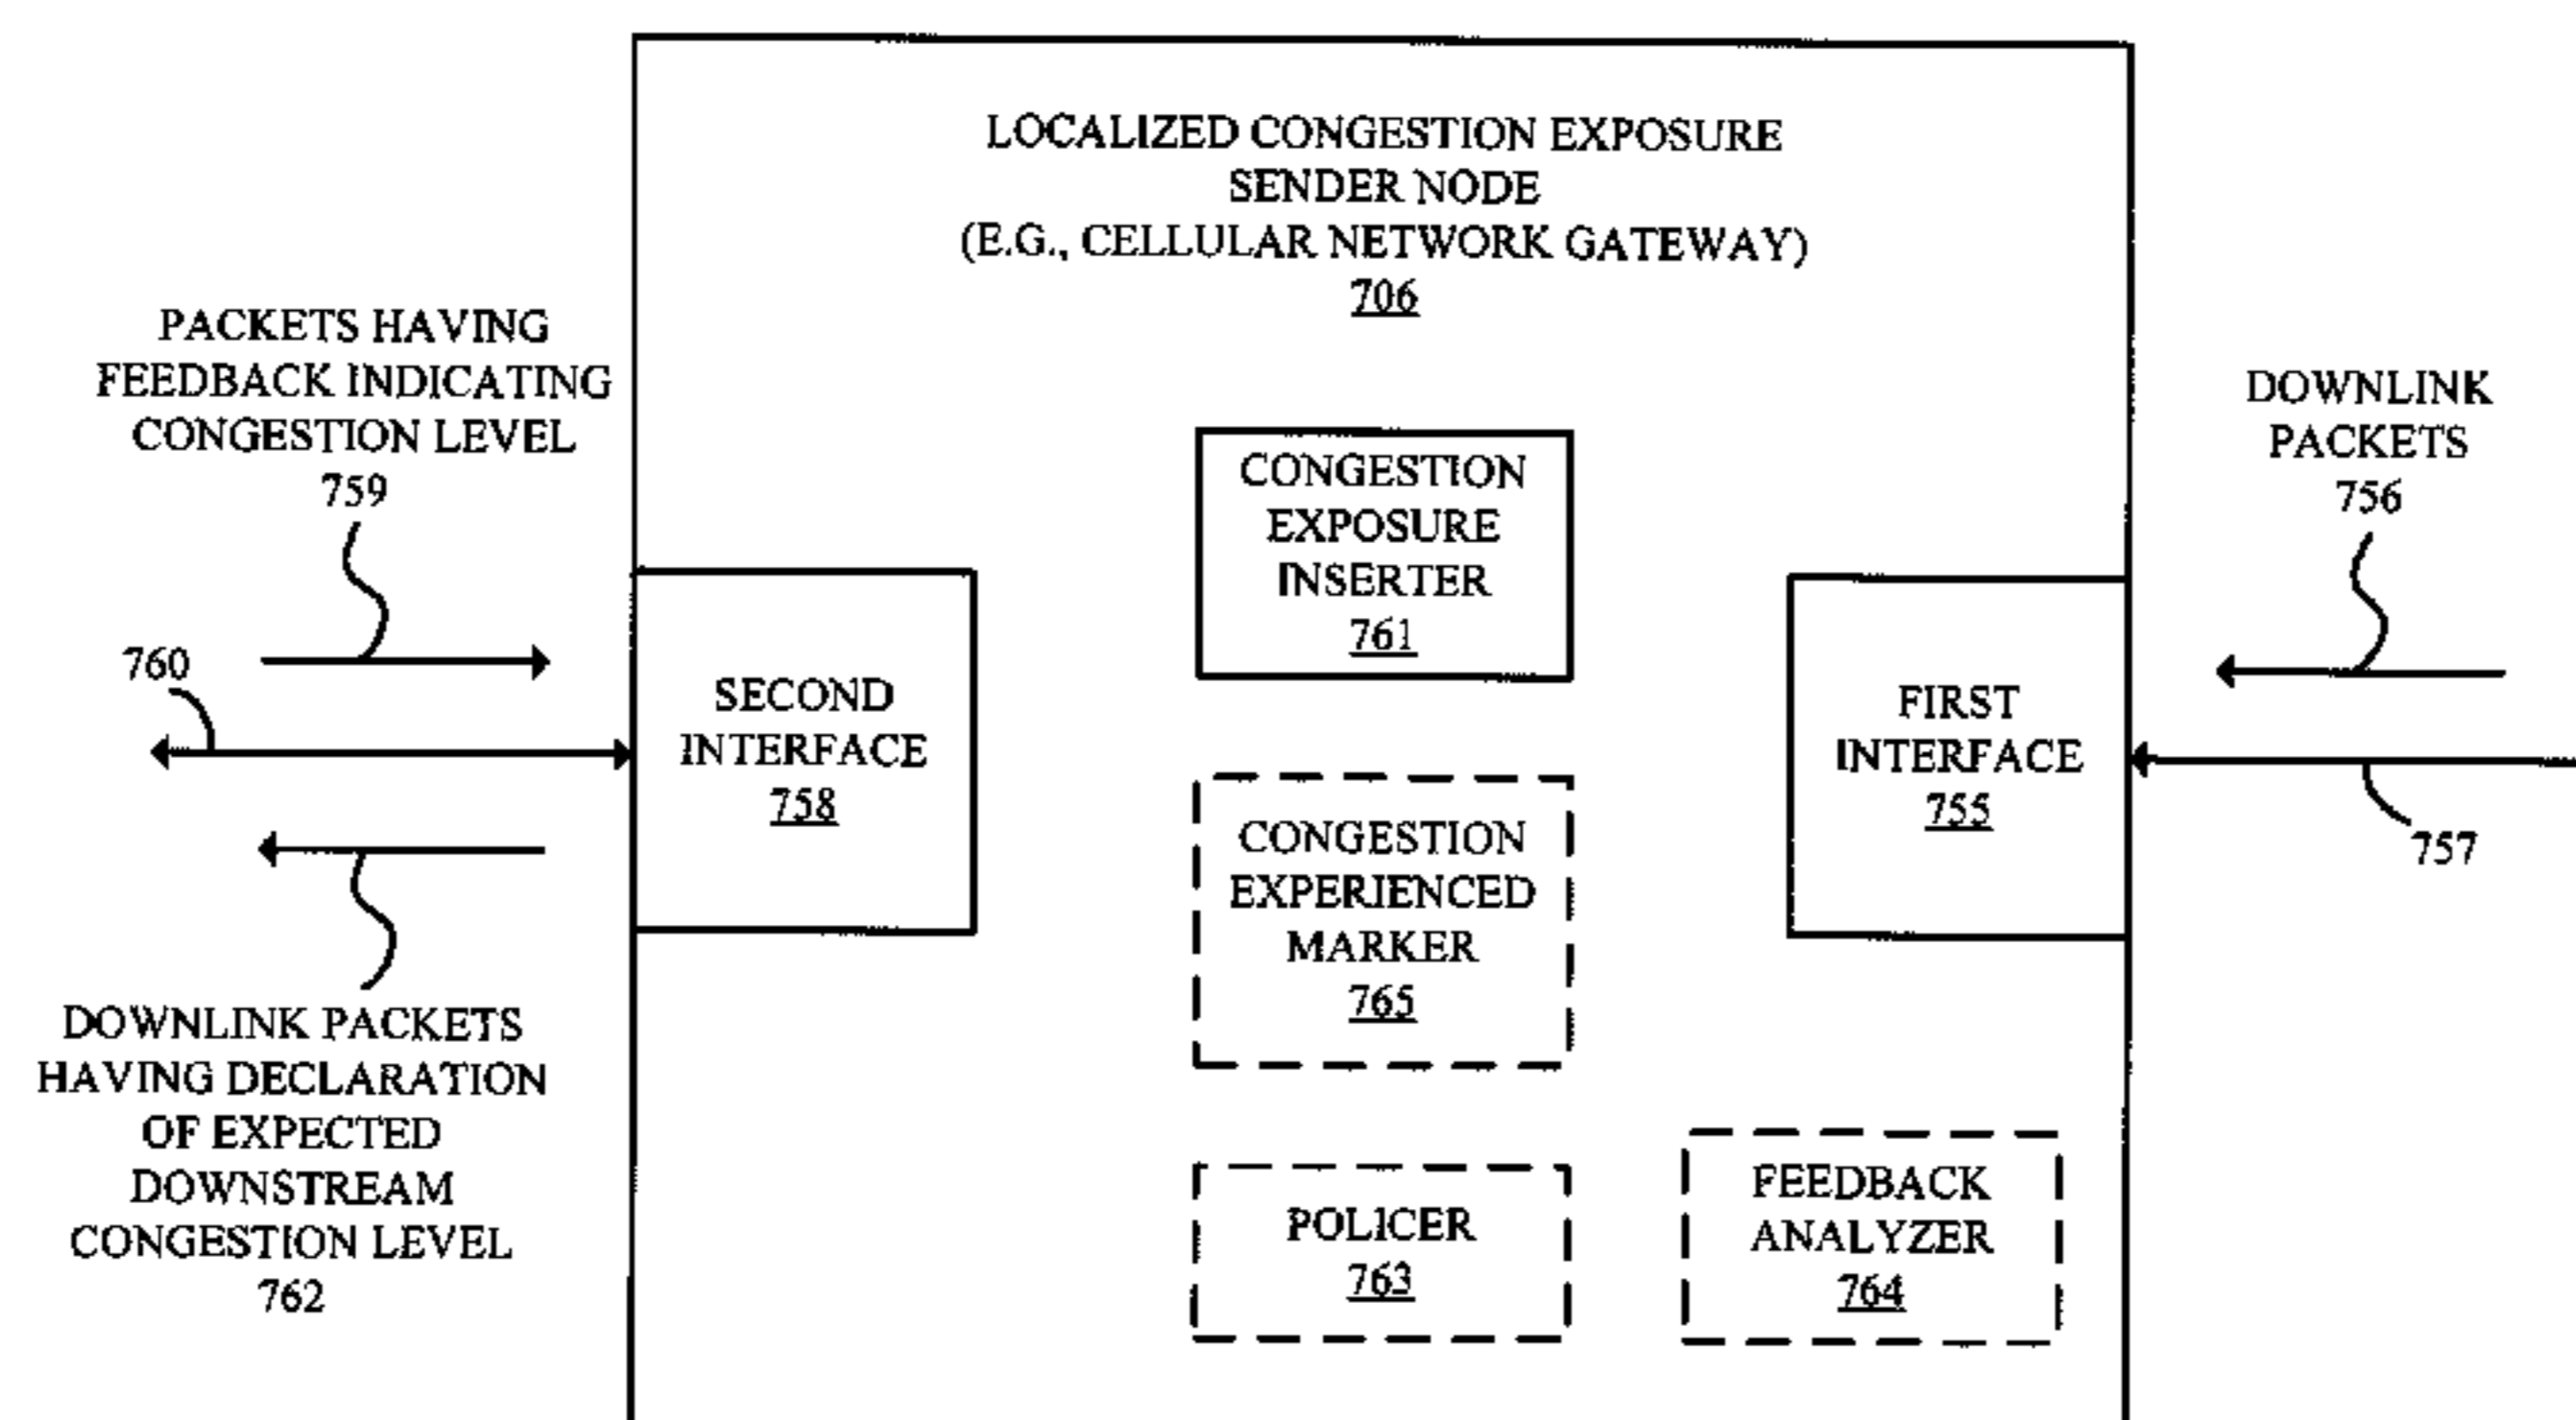 LOCALIZED CONGESTION EXPOSURE
SENDER NODE
(E.G., CELLULAR NETWORK GATEWAY)
706
PACKETS HAVING
FEEDBACK INDICATING
CONGESTION LEVEL
759
760
DOWNLINK PACKETS
HAVING DECLARATION
OF EXPECTED
DOWNSTREAM
CONGESTION LEVEL
762
SECOND
INTERFACE
758
CONGESTION
EXPOSURE
INSERTER
761
CONGESTION
EXPERIENCED
MARKER
765
POLICER
763
FEEDBACK
ANALYZER
764
FIRST
INTERFACE
755
DOWNLINK
PACKETS
756
757